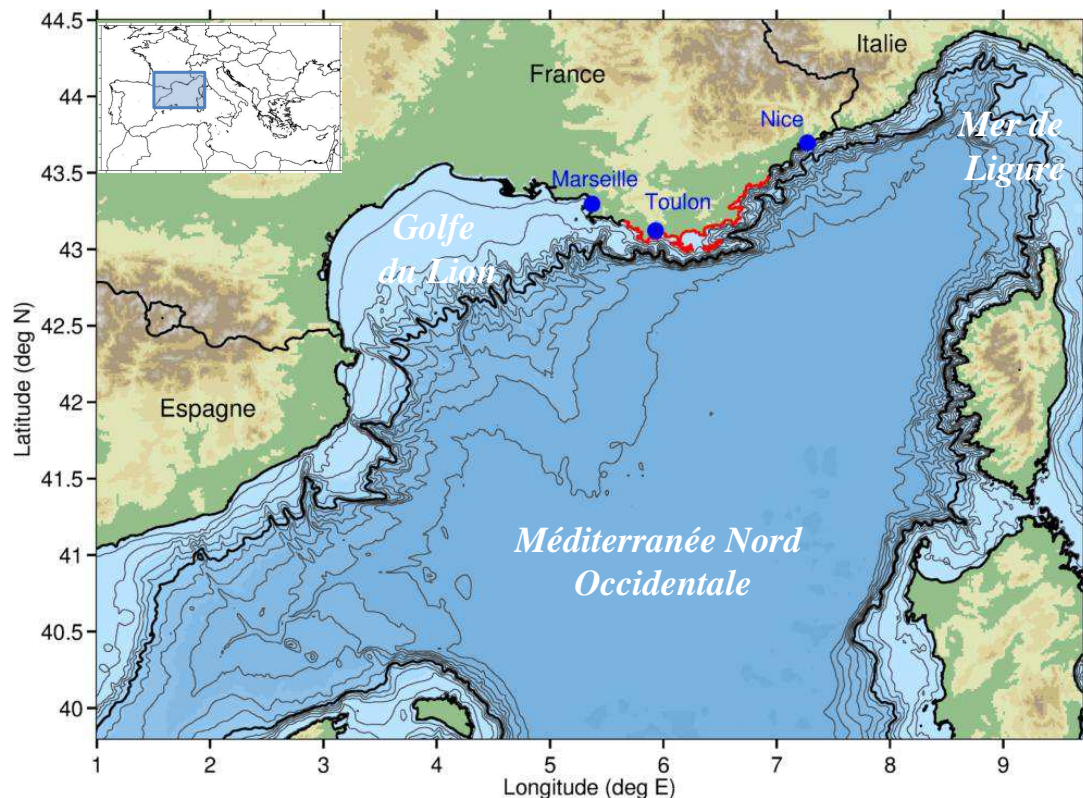 44.5
44
43.5
43
42.5
42
41.5
41
40.5
40
Latitude (deg N)
France
Italie
Nice
Mer de
Ligure
Marseille
Toulon
Golfe
du Lion
Espagne
Méditerranée Nord
Occidentale
1 2 3 4 5 6 7 8 9
Longitude (deg E)